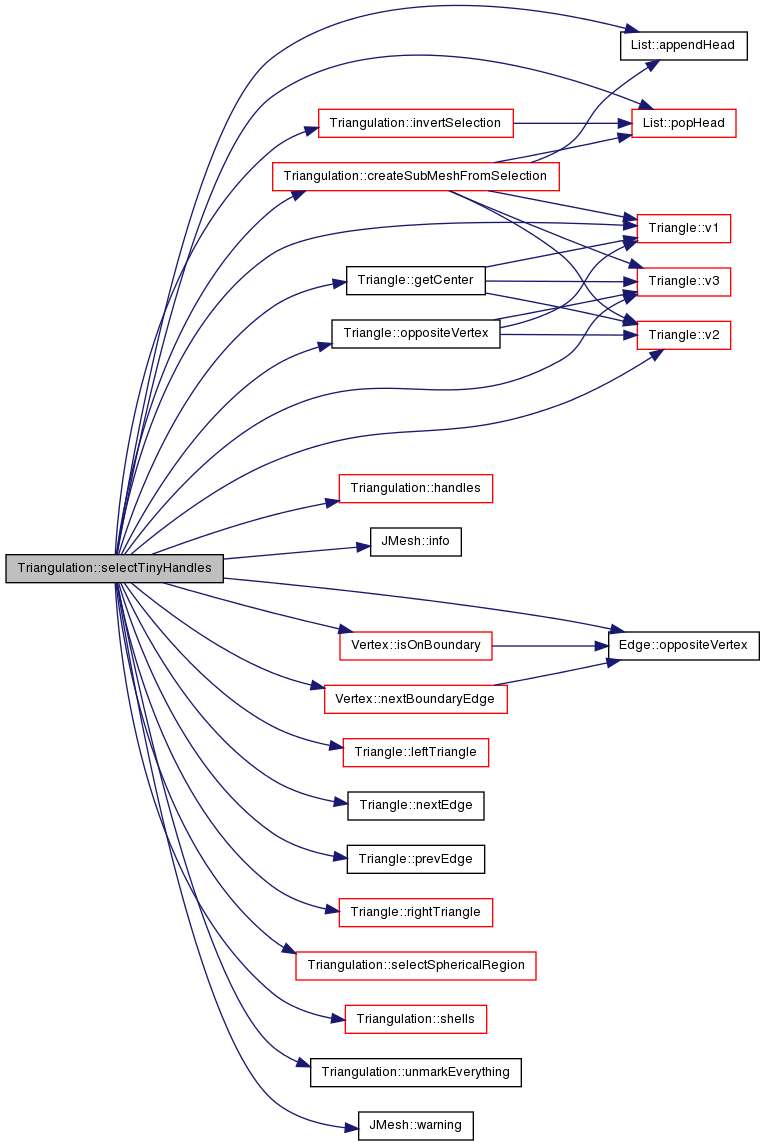 List::appendHead
Triangulation::invertSelection
List::popHead
Triangulation::createSubMeshFromSelection
Triangle::v1
Triangle::getCenter
Triangle::v3
Triangle::oppositeVertex
Triangle::v2
Triangulation::handles
JMesh::info
Triangulation::selectTinyHandles
Vertex::isOnBoundary
Edge::oppositeVertex
Vertex::nextBoundaryEdge
Triangle::leftTriangle
Triangle::nextEdge
Triangle::prevEdge
Triangle::rightTriangle
Triangulation::selectSphericalRegion
Triangulation::shells
Triangulation::unmarkEverything
JMesh::warning